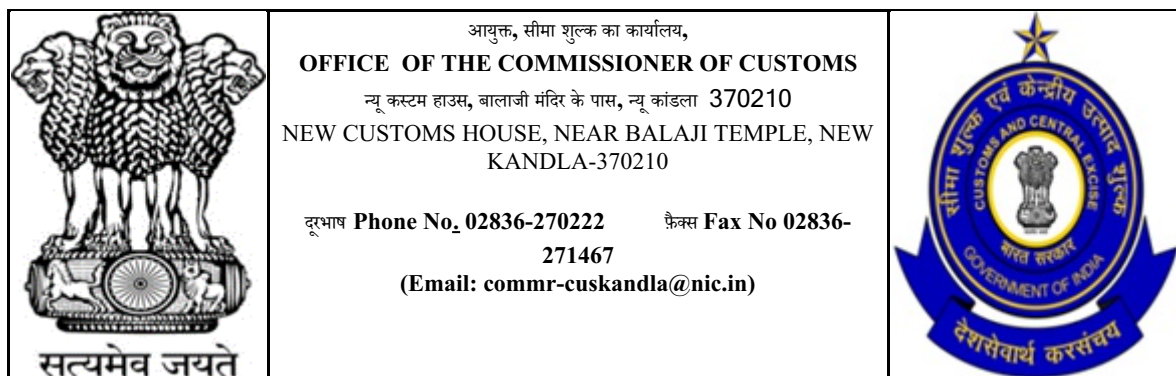 आयुक्त, सीमा शुल्क का कार्यालय,
OFFICE OF THE COMMISSIONER OF CUSTOMS
न्यू कस्टम हाउस, बालाजी मंदिर के पास, न्यू कांडला 370210
NEW CUSTOMS HOUSE, NEAR BALAJI TEMPLE, NEW
KANDLA-370210
दूरभाष Phone No. 02836-270222 फ़ैक्स Fax No 02836-
271467
(Email: commr-cuskandla@nic.in)
सत्यमेव जयते
सीमा शुल्क एवं केन्द्रीय उत्पाद शुल्क
CUSTOMS AND CENTRAL EXCISE
भारत सरकार
GOVERNMENT OF INDIA
देशसेवार्थ करसंचय